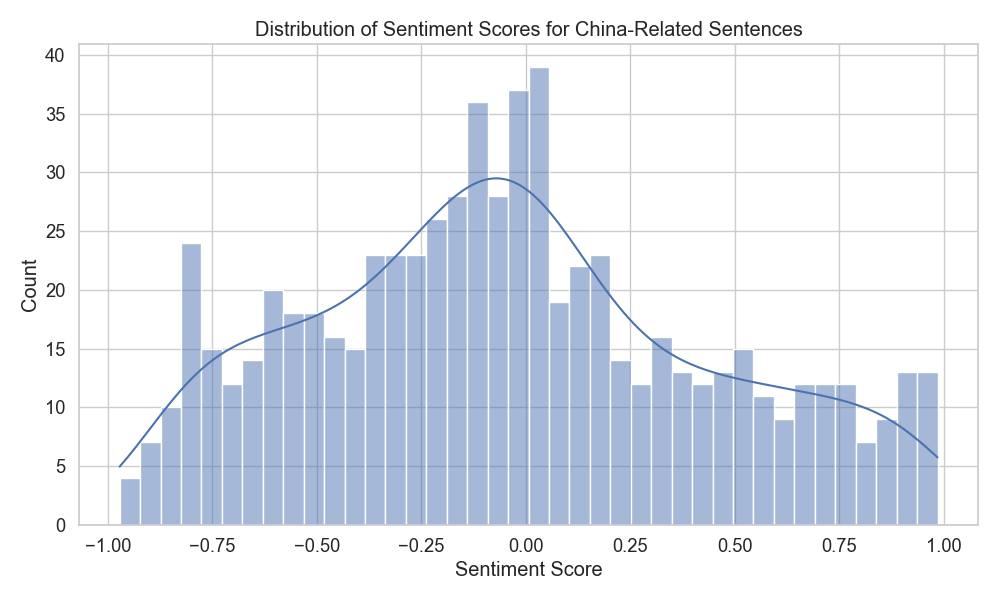 Distribution of Sentiment Scores for China-Related Sentences
40
35
30
25
20
15
10
5
0
Count
−1.00 −0.75 −0.50 −0.25 0.00 0.25 0.50 0.75 1.00
Sentiment Score